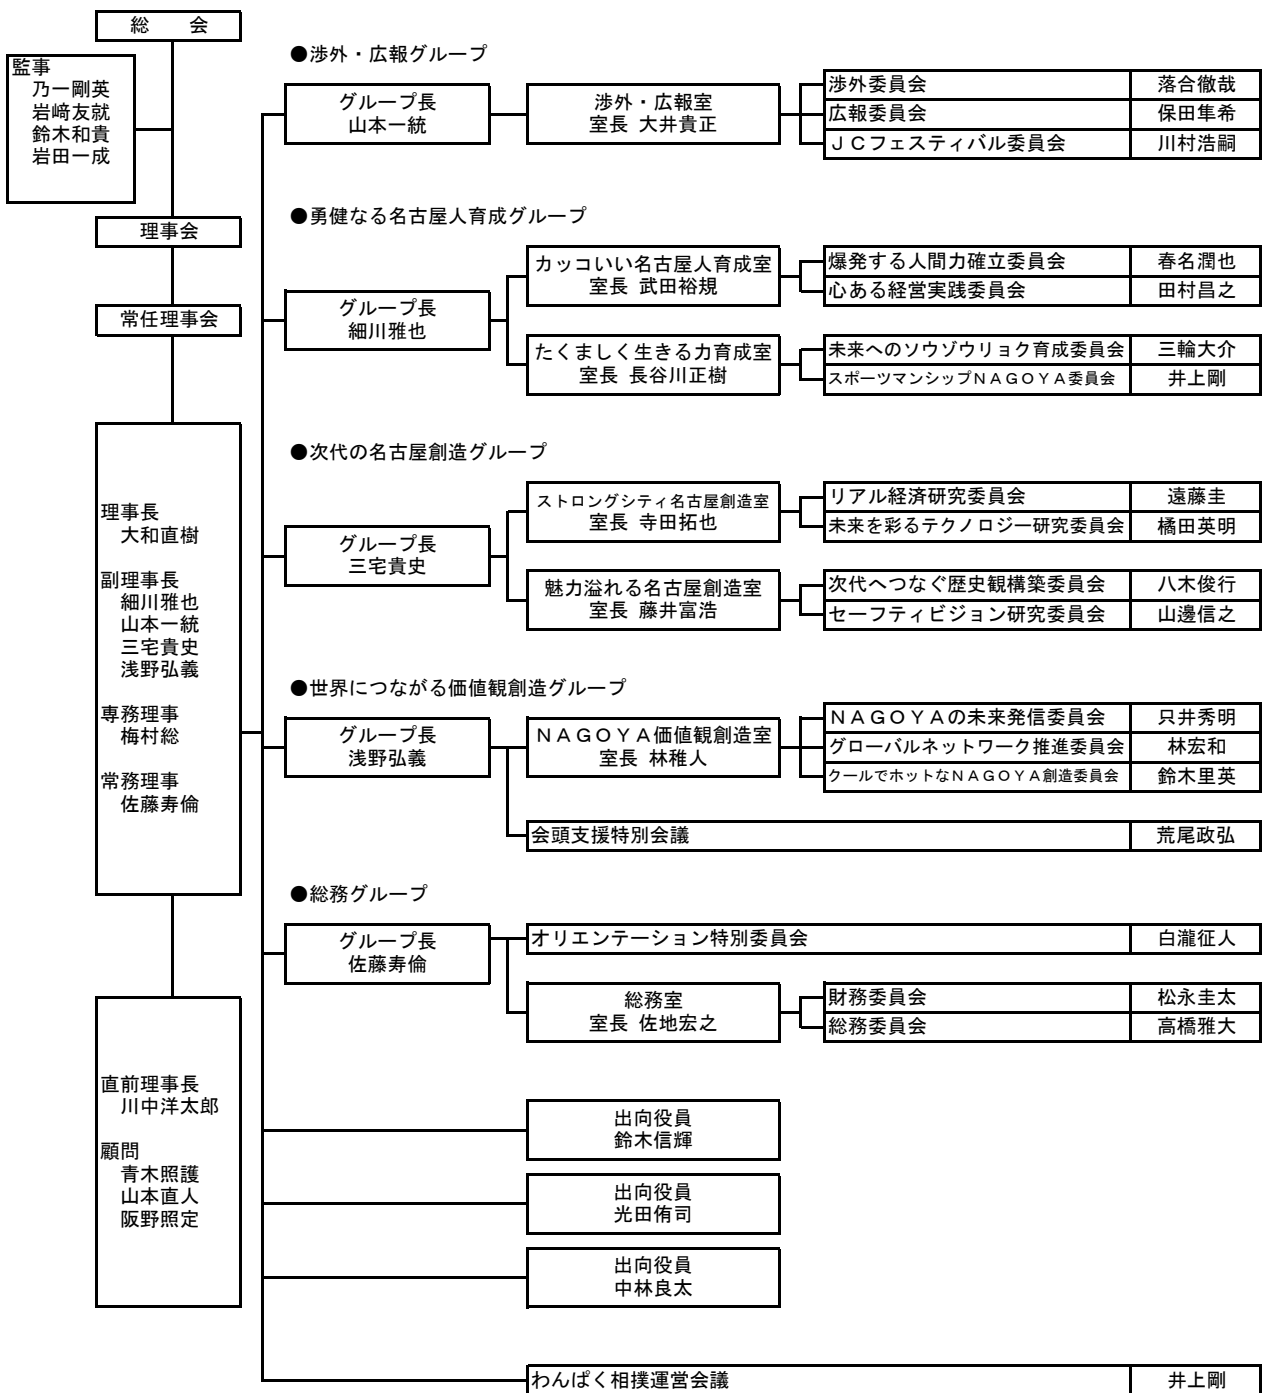 総　会
監事
乃一剛英
岩﨑友就
鈴木和貴
岩田一成
理事会
常任理事会
理事長
大和直樹
副理事長
細川雅也
山本一統
三宅貴史
浅野弘義
専務理事
梅村総
常務理事
佐藤寿倫
直前理事長
川中洋太郎
顧問
青木照護
山本直人
阪野照定
●渉外・広報グループ
グループ長
山本一統
渉外・広報室
室長 大井貴正
渉外委員会 落合徹哉
広報委員会 保田隼希
ＪＣフェスティバル委員会 川村浩嗣
●勇健なる名古屋人育成グループ
グループ長
細川雅也
カッコいい名古屋人育成室
室長 武田裕規
爆発する人間力確立委員会 春名潤也
心ある経営実践委員会 田村昌之
たくましく生きる力育成室
室長 長谷川正樹
未来へのソウゾウリョク育成委員会 三輪大介
スポーツマンシップＮＡＧＯＹＡ委員会 井上剛
●次代の名古屋創造グループ
グループ長
三宅貴史
ストロングシティ名古屋創造室
室長 寺田拓也
リアル経済研究委員会 遠藤圭
未来を彩るテクノロジー研究委員会 橘田英明
魅力溢れる名古屋創造室
室長 藤井富浩
次代へつなぐ歴史観構築委員会 八木俊行
セーフティビジョン研究委員会 山邊信之
●世界につながる価値観創造グループ
グループ長
浅野弘義
ＮＡＧＯＹＡ価値観創造室
室長 林稚人
ＮＡＧＯＹＡの未来発信委員会 只井秀明
グローバルネットワーク推進委員会 林宏和
クールでホットなＮＡＧＯＹＡ創造委員会 鈴木里英
会頭支援特別会議 荒尾政弘
●総務グループ
グループ長
佐藤寿倫
オリエンテーション特別委員会 白瀧征人
総務室
室長 佐地宏之
財務委員会 松永圭太
総務委員会 高橋雅大
出向役員
鈴木信輝
出向役員
光田侑司
出向役員
中林良太
わんぱく相撲運営会議 井上剛